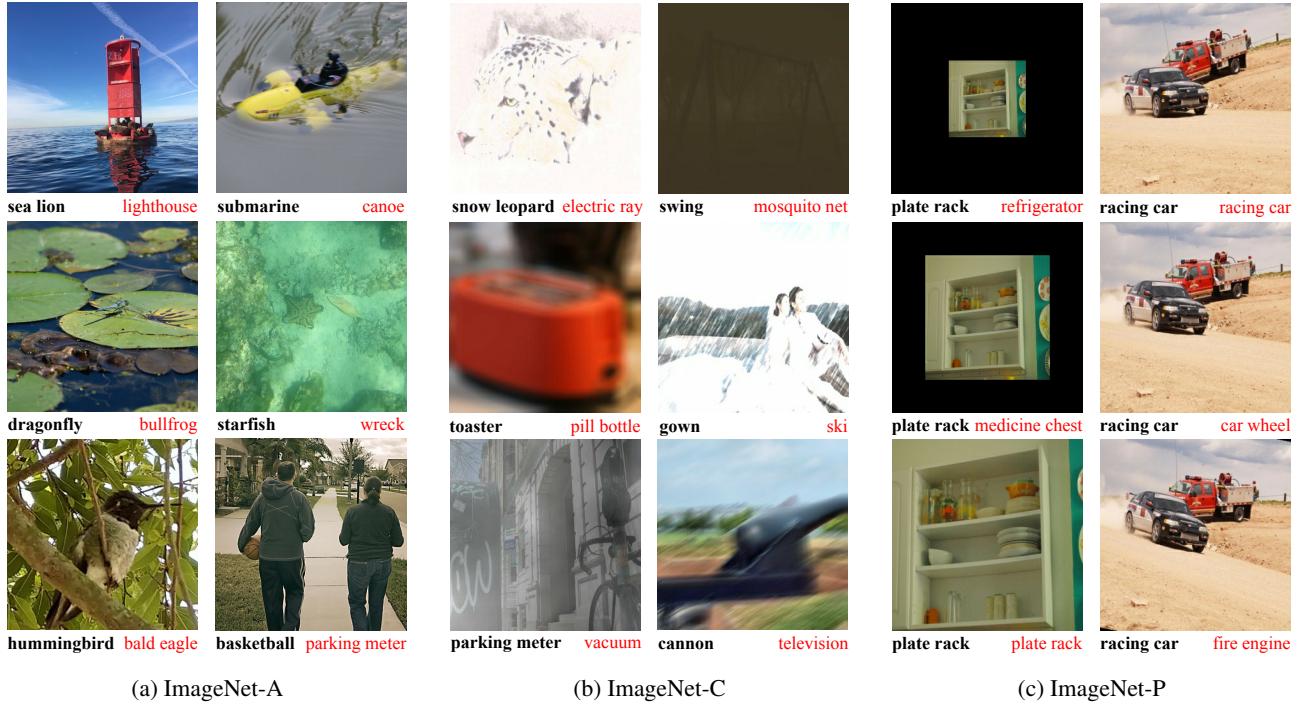 sea lion lighthouse submarine canoe
snow leopard electric ray swing mosquito net
plate rack refrigerator racing car racing car
dragonfly bullfrog starfish wreck
toaster pill bottle gown ski
plate rack medicine chest racing car car wheel
hummingbird bald eagle basketball parking meter
parking meter vacuum cannon television
plate rack plate rack racing car fire engine
(a) ImageNet-A
(b) ImageNet-C
(c) ImageNet-P